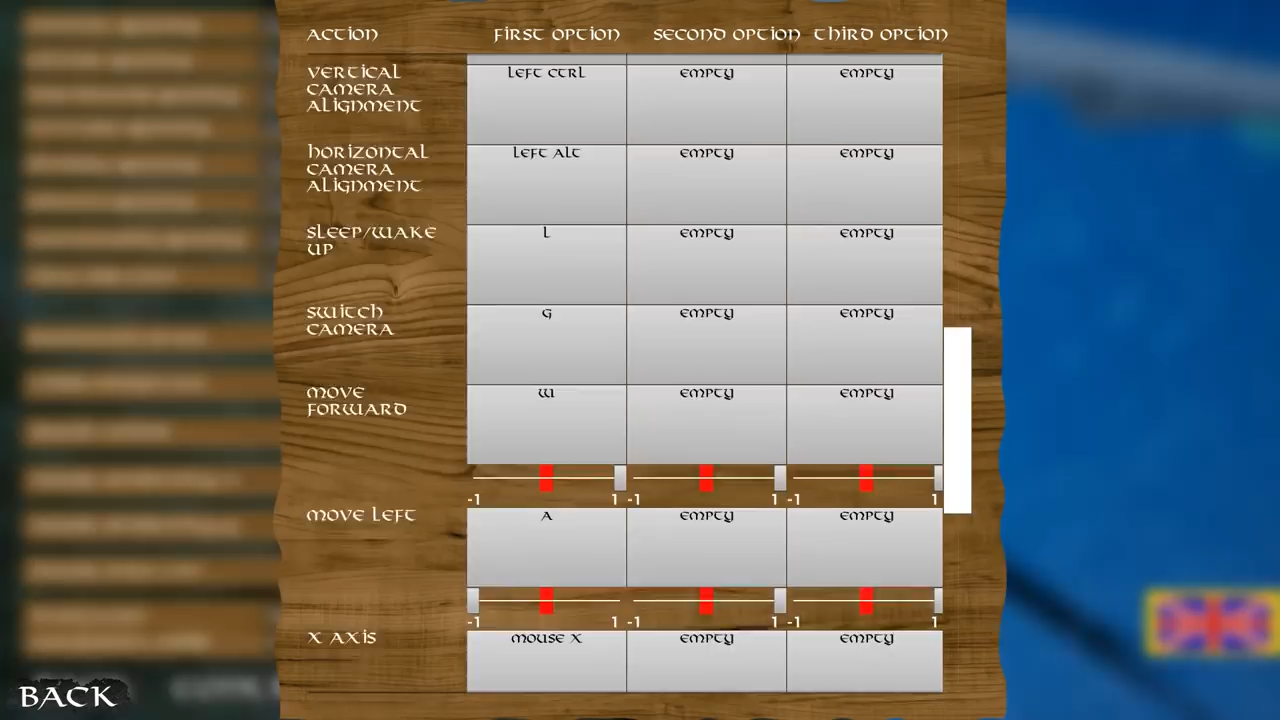 ACTION FIRST OPTION SECOND OPTION THIRD OPTION
VERTICAL CAMERA ALIGNMENT LEFT CTRL EMPTY EMPTY
HORIZONTAL CAMERA ALIGNMENT LEFT ALT EMPTY EMPTY
SLEEP/WAKE UP L EMPTY EMPTY
SWITCH CAMERA G EMPTY EMPTY
MOVE FORWARD W EMPTY EMPTY
-1 1 -1 1 -1 1
MOVE LEFT A EMPTY EMPTY
-1 1 -1 1 -1 1
X AXIS MOUSE X EMPTY EMPTY
BACK